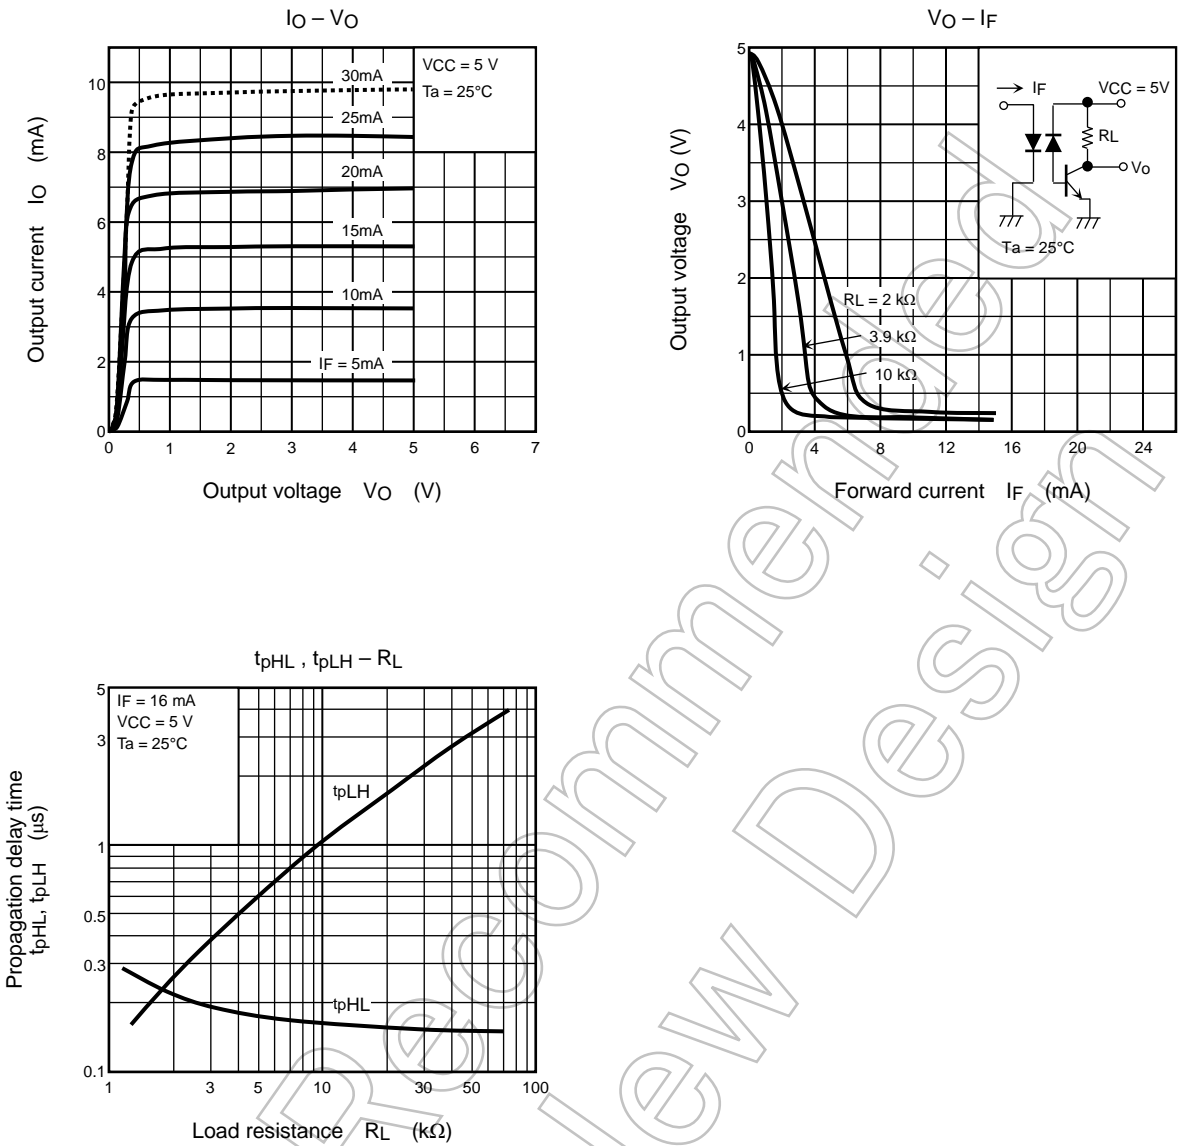 IO – VO
Output current IO (mA)
10
8
6
4
2
0
VCC = 5 V
Ta = 25°C
30mA
25mA
20mA
15mA
10mA
IF = 5mA
0 1 2 3 4 5 6 7
Output voltage VO (V)
VO – IF
Output voltage VO (V)
5
4
3
2
1
0
IF
VCC = 5V
RL
Vo
Ta = 25°C
RL = 2 kΩ
3.9 kΩ
10 kΩ
0 4 8 12 16 20 24
Forward current IF (mA)
tpHL , tpLH – RL
Propagation delay time
tpHL, tpLH (μs)
5
3
1
0.5
0.3
0.1
IF = 16 mA
VCC = 5 V
Ta = 25°C
tpLH
tpHL
1 3 5 10 30 50 100
Load resistance RL (kΩ)
Recommended
New Design